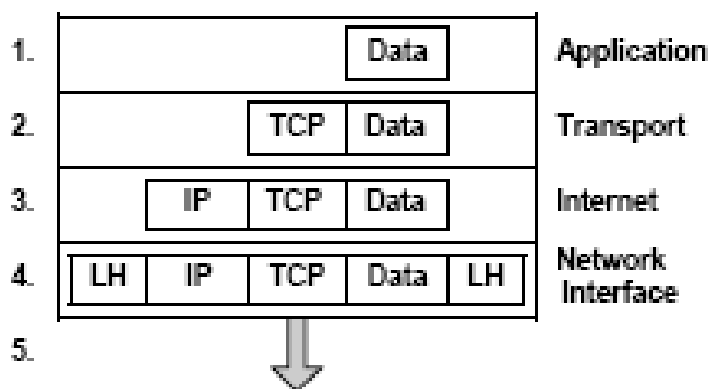 1. Data Application
2. TCP Data Transport
3. IP TCP Data Internet
4. LH IP TCP Data LH Network Interface
5.